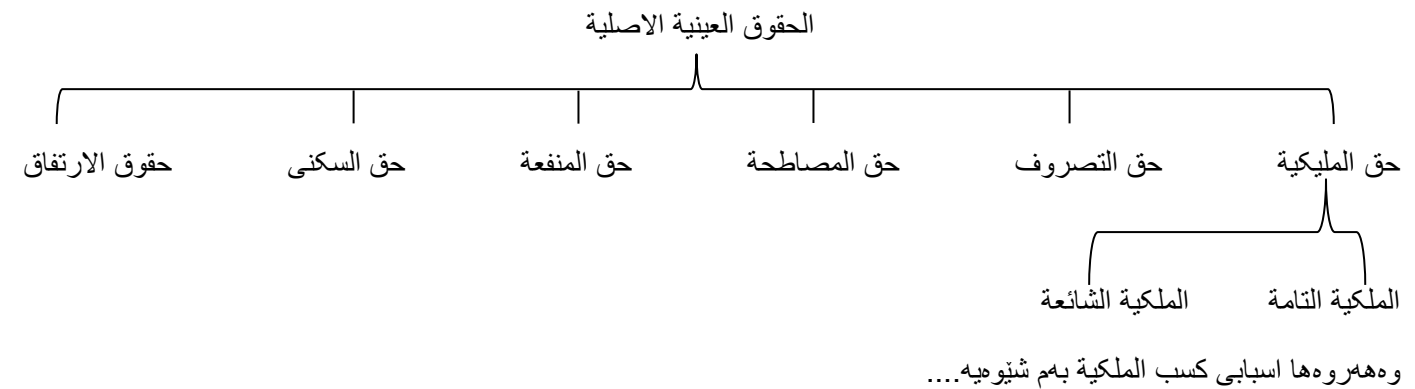 الحقوق العينية الاصلية
حق المليكية حق التصروف حق المصاطحة حق المنفعة حق السكنى حقوق الارتفاق
الملكية التامة الملكية الشائعة
وەهەروەها اسبابى كسب الملكية بەم شێوەیە....